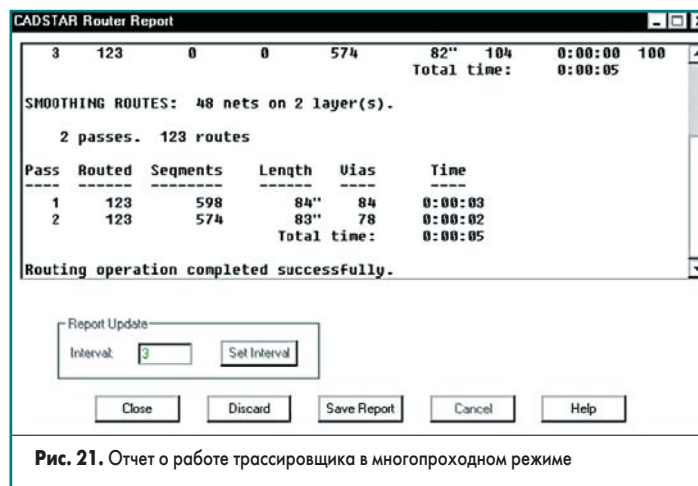 CADSTAR Router Report
3 123 0 0 574 82" 104 0:00:00 100
Total time: 0:00:05
SMOOTHING ROUTES: 48 nets on 2 layer(s).
2 passes. 123 routes
Pass Routed Segments Length Vias Time
---- ------ -------- ------ ---- ----
1 123 598 84" 84 0:00:03
2 123 574 83" 78 0:00:02
Total time: 0:00:05
Routing operation completed successfully.
Report Update
Interval: 3 Set Interval
Close Discard Save Report Cancel Help
Рис. 21. Отчет о работе трассировщика в многопроходном режиме